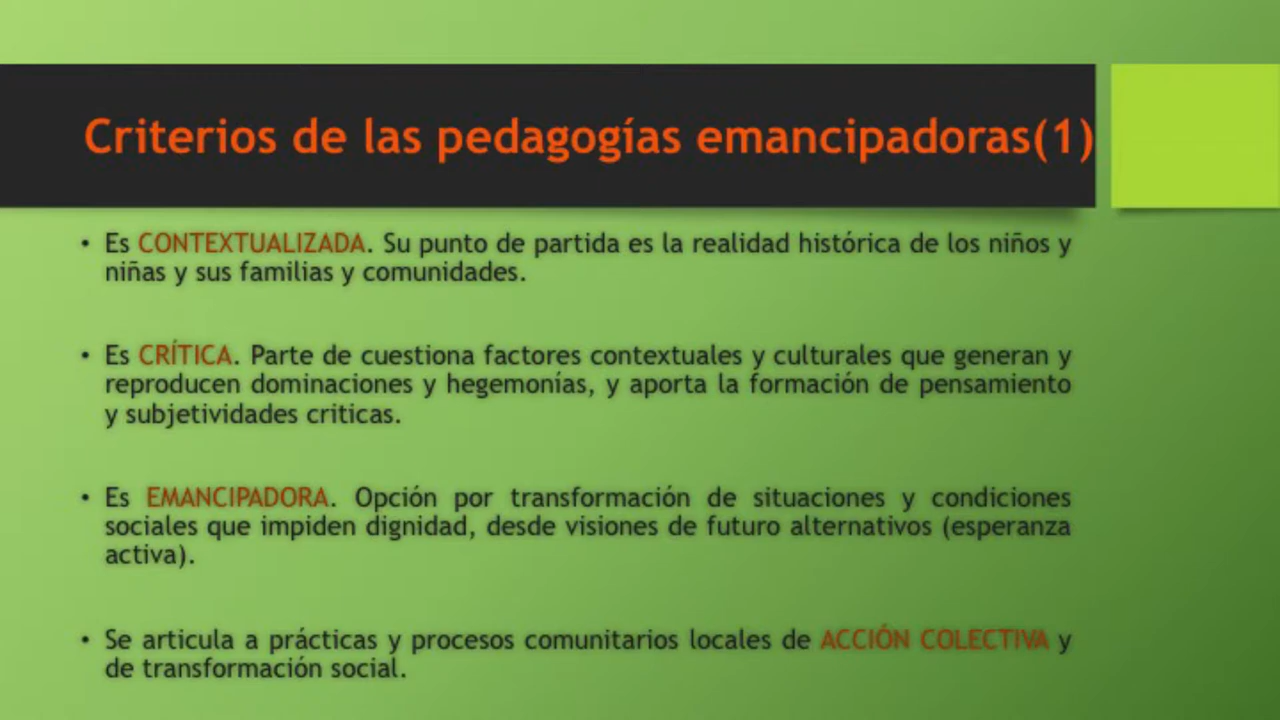 Criterios de las pedagogías emancipadoras(1)
• Es CONTEXTUALIZADA. Su punto de partida es la realidad histórica de los niños y
niñas y sus familias y comunidades.
• Es CRÍTICA. Parte de cuestiona factores contextuales y culturales que generan y
reproducen dominaciones y hegemonías, y aporta la formación de pensamiento
y subjetividades criticas.
• Es EMANCIPADORA. Opción por transformación de situaciones y condiciones
sociales que impiden dignidad, desde visiones de futuro alternativos (esperanza
activa).
• Se articula a prácticas y procesos comunitarios locales de ACCIÓN COLECTIVA y
de transformación social.